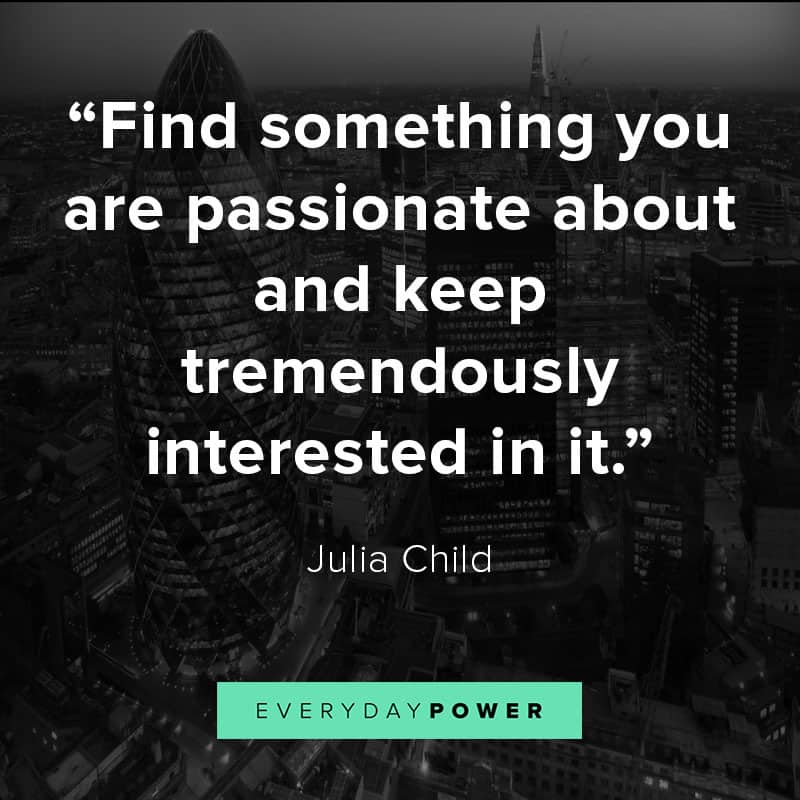 “Find something you
are passionate about
and keep
tremendously
interested in it.”
Julia Child
EVERYDAYPOWER